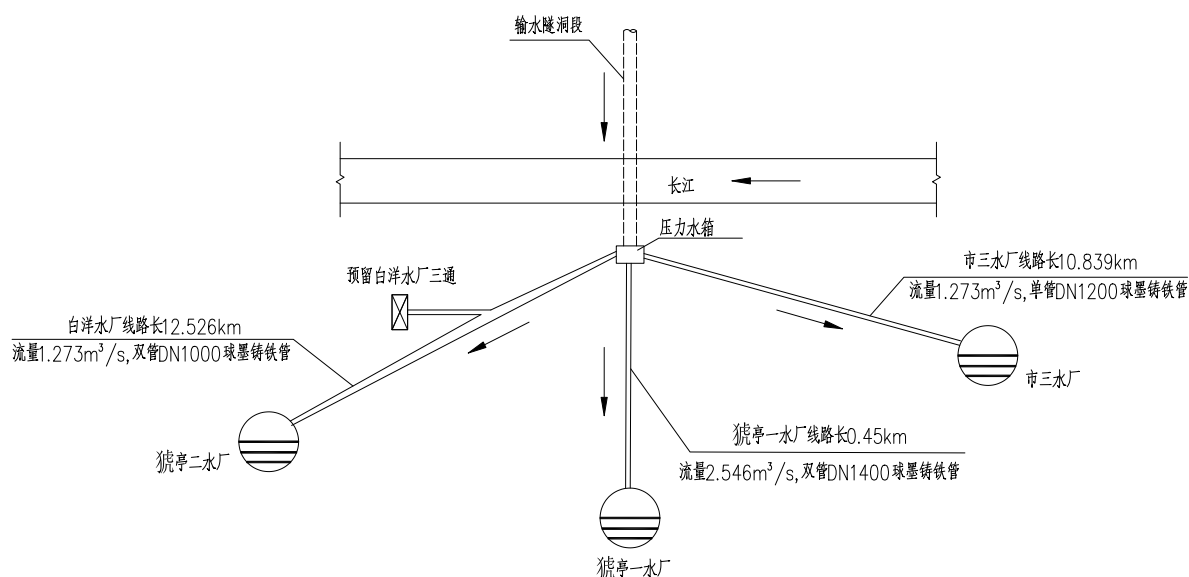 输水隧洞段
长江
压力水箱
预留白洋水厂三通
市三水厂线路长10.839km
流量1.273m³/s,单管DN1200球墨铸铁管
白洋水厂线路长12.526km
流量1.273m³/s,双管DN1000球墨铸铁管
市三水厂
猇亭一水厂线路长0.45km
猇亭二水厂
流量2.546m³/s,双管DN1400球墨铸铁管
猇亭一水厂